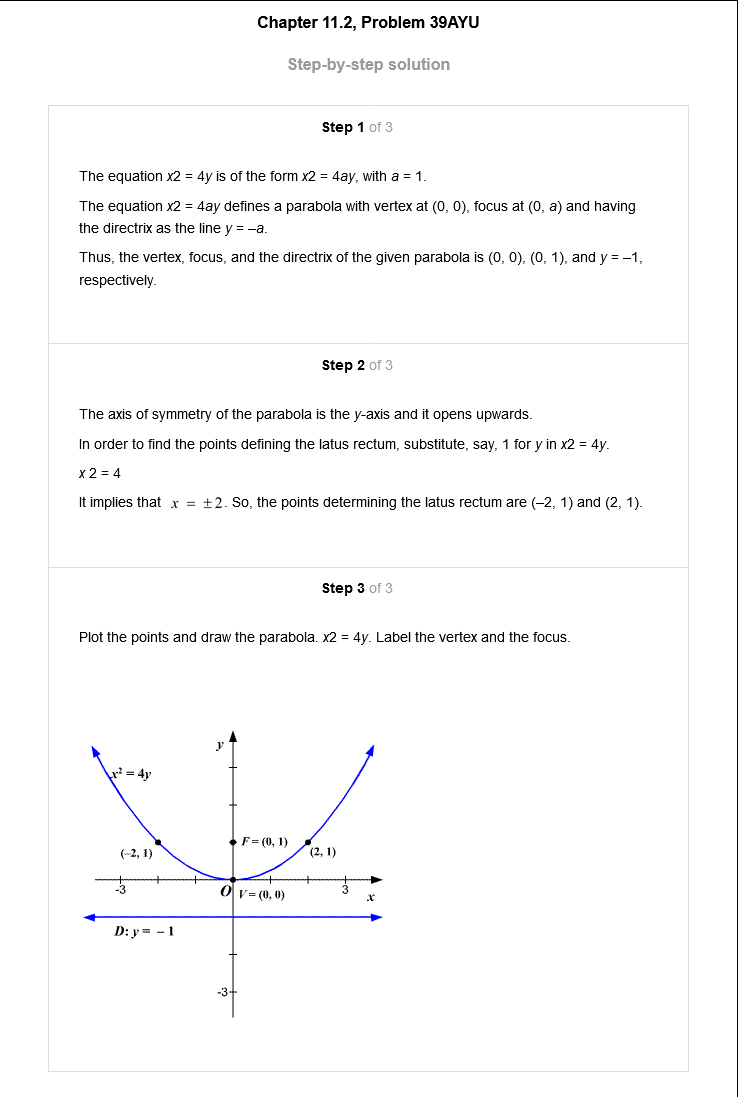 Chapter 11.2, Problem 39AYU
Step-by-step solution
Step 1 of 3
The equation x2 = 4y is of the form x2 = 4ay, with a = 1.
The equation x2 = 4ay defines a parabola with vertex at (0, 0), focus at (0, a) and having
the directrix as the line y = –a.
Thus, the vertex, focus, and the directrix of the given parabola is (0, 0), (0, 1), and y = –1,
respectively.
Step 2 of 3
The axis of symmetry of the parabola is the y-axis and it opens upwards.
In order to find the points defining the latus rectum, substitute, say, 1 for y in x2 = 4y.
x 2 = 4
It implies that x = ±2. So, the points determining the latus rectum are (–2, 1) and (2, 1).
Step 3 of 3
Plot the points and draw the parabola. x2 = 4y. Label the vertex and the focus.
y
x² = 4y
F = (0, 1)
(–2, 1)
(2, 1)
-3
O
V = (0, 0)
3
x
D: y = – 1
-3